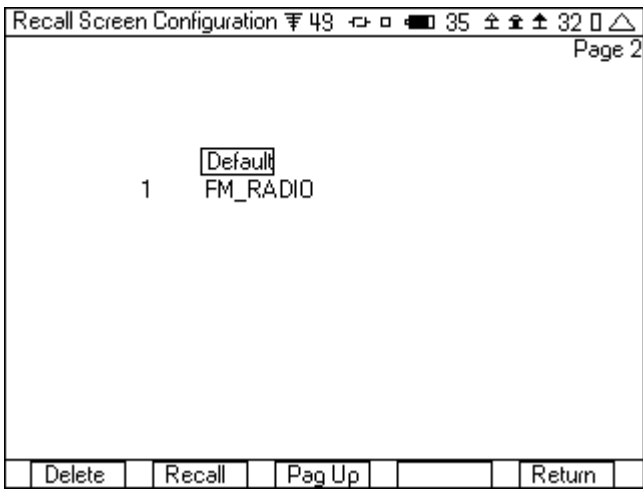 Recall Screen Configuration 49 35 32
Page 2
Default
1 FM_RADIO
Delete Recall Pag Up Return